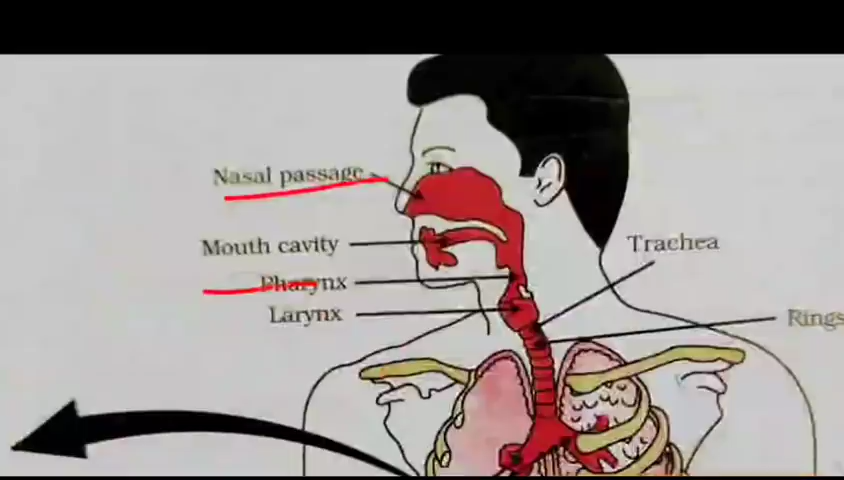 Nasal passage
Mouth cavity
Trachea
Pharynx
Larynx
Rings